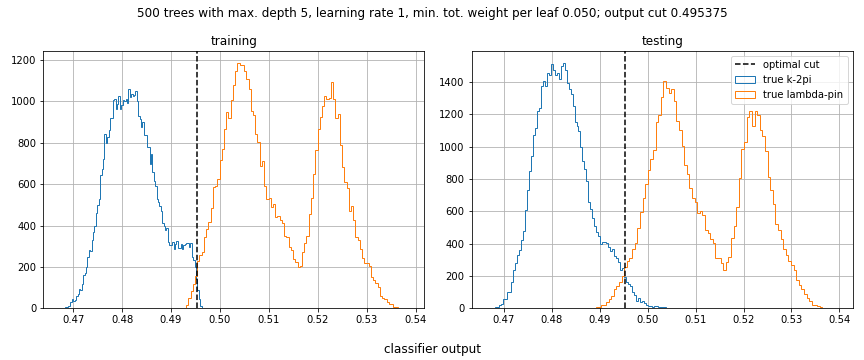 500 trees with max. depth 5, learning rate 1, min. tot. weight per leaf 0.050; output cut 0.495375
training
1200
1000
800
600
400
200
0
0.47 0.48 0.49 0.50 0.51 0.52 0.53 0.54
testing
optimal cut
true k-2pi
true lambda-pin
1400
1200
1000
800
600
400
200
0
0.47 0.48 0.49 0.50 0.51 0.52 0.53 0.54
classifier output